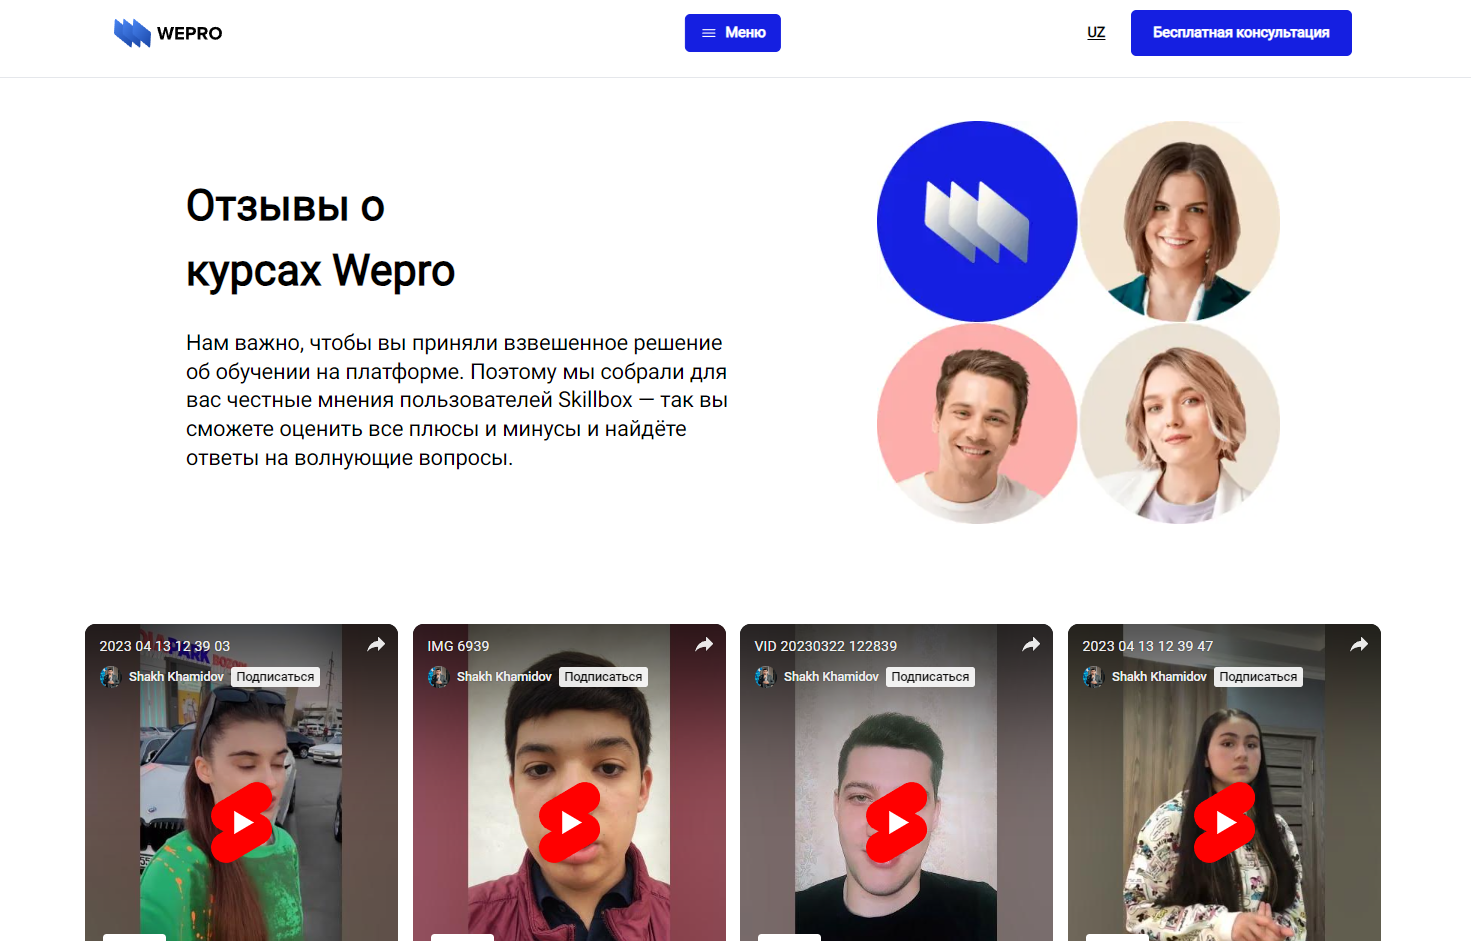 WEPRO
Меню
UZ
Бесплатная консультация
Отзывы о
курсах Wepro
Нам важно, чтобы вы приняли взвешенное решение
об обучении на платформе. Поэтому мы собрали для
вас честные мнения пользователей Skillbox — так вы
сможете оценить все плюсы и минусы и найдёте
ответы на волнующие вопросы.
2023 04 13 12 39 03
Shakh Khamidov Подписаться
IMG 6939
Shakh Khamidov Подписаться
VID 20230322 122839
Shakh Khamidov Подписаться
2023 04 13 12 39 47
Shakh Khamidov Подписаться